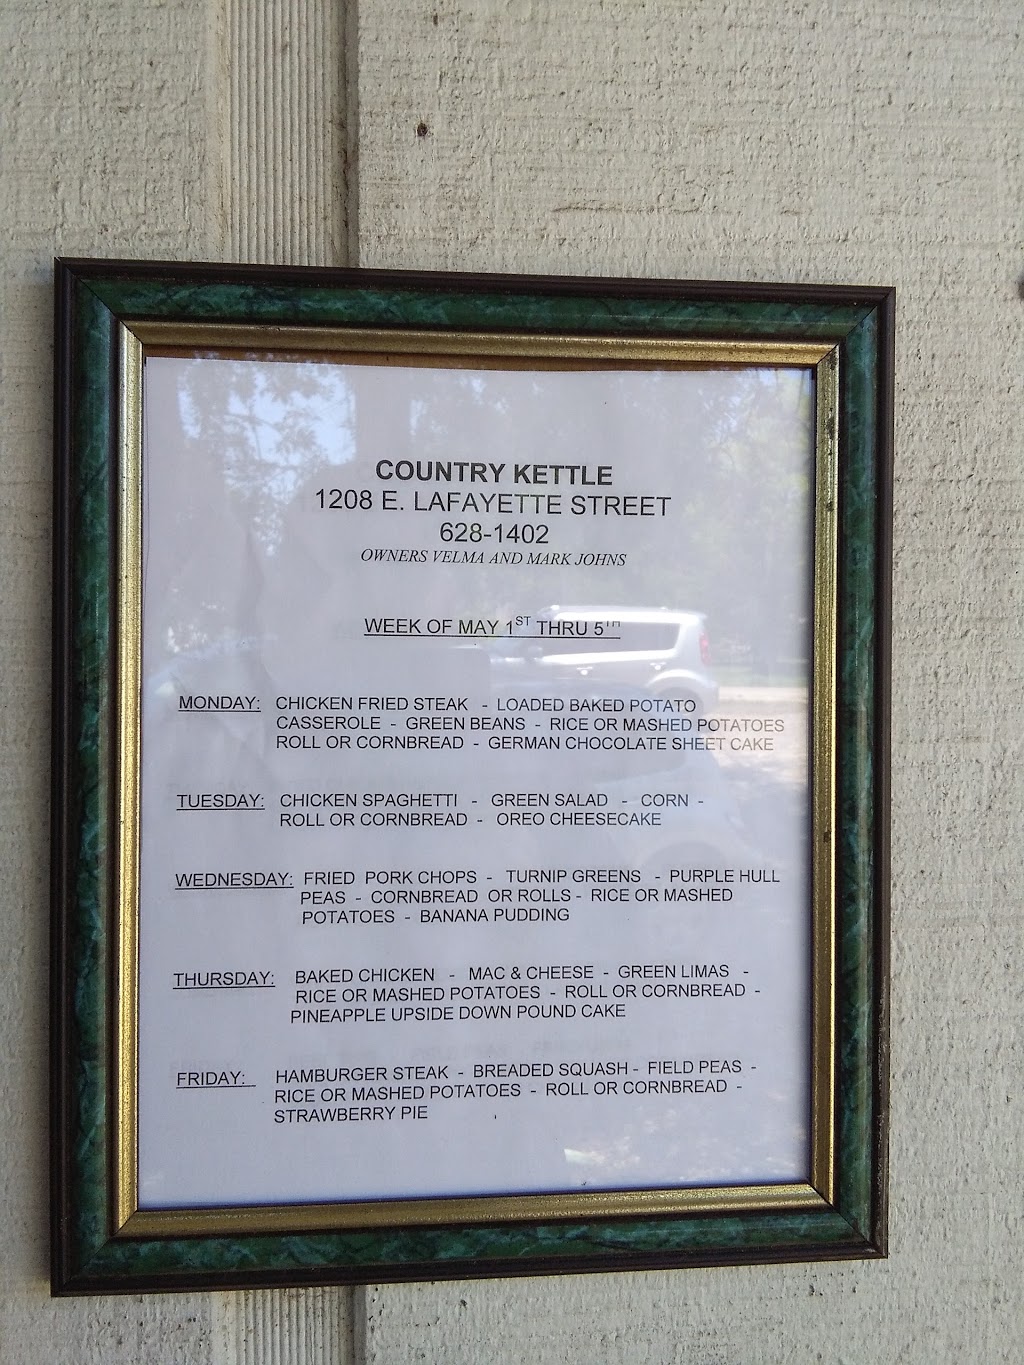 COUNTRY KETTLE
1208 E. LAFAYETTE STREET
628-1402
OWNERS VELMA AND MARK JOHNS
WEEK OF MAY 1ST THRU 5TH
MONDAY: CHICKEN FRIED STEAK - LOADED BAKED POTATO
CASSEROLE - GREEN BEANS - RICE OR MASHED POTATOES
ROLL OR CORNBREAD - GERMAN CHOCOLATE SHEET CAKE
TUESDAY: CHICKEN SPAGHETTI - GREEN SALAD - CORN -
ROLL OR CORNBREAD - OREO CHEESECAKE
WEDNESDAY: FRIED PORK CHOPS - TURNIP GREENS - PURPLE HULL
PEAS - CORNBREAD OR ROLLS - RICE OR MASHED
POTATOES - BANANA PUDDING
THURSDAY: BAKED CHICKEN - MAC & CHEESE - GREEN LIMAS -
RICE OR MASHED POTATOES - ROLL OR CORNBREAD -
PINEAPPLE UPSIDE DOWN POUND CAKE
FRIDAY: HAMBURGER STEAK - BREADED SQUASH - FIELD PEAS -
RICE OR MASHED POTATOES - ROLL OR CORNBREAD -
STRAWBERRY PIE